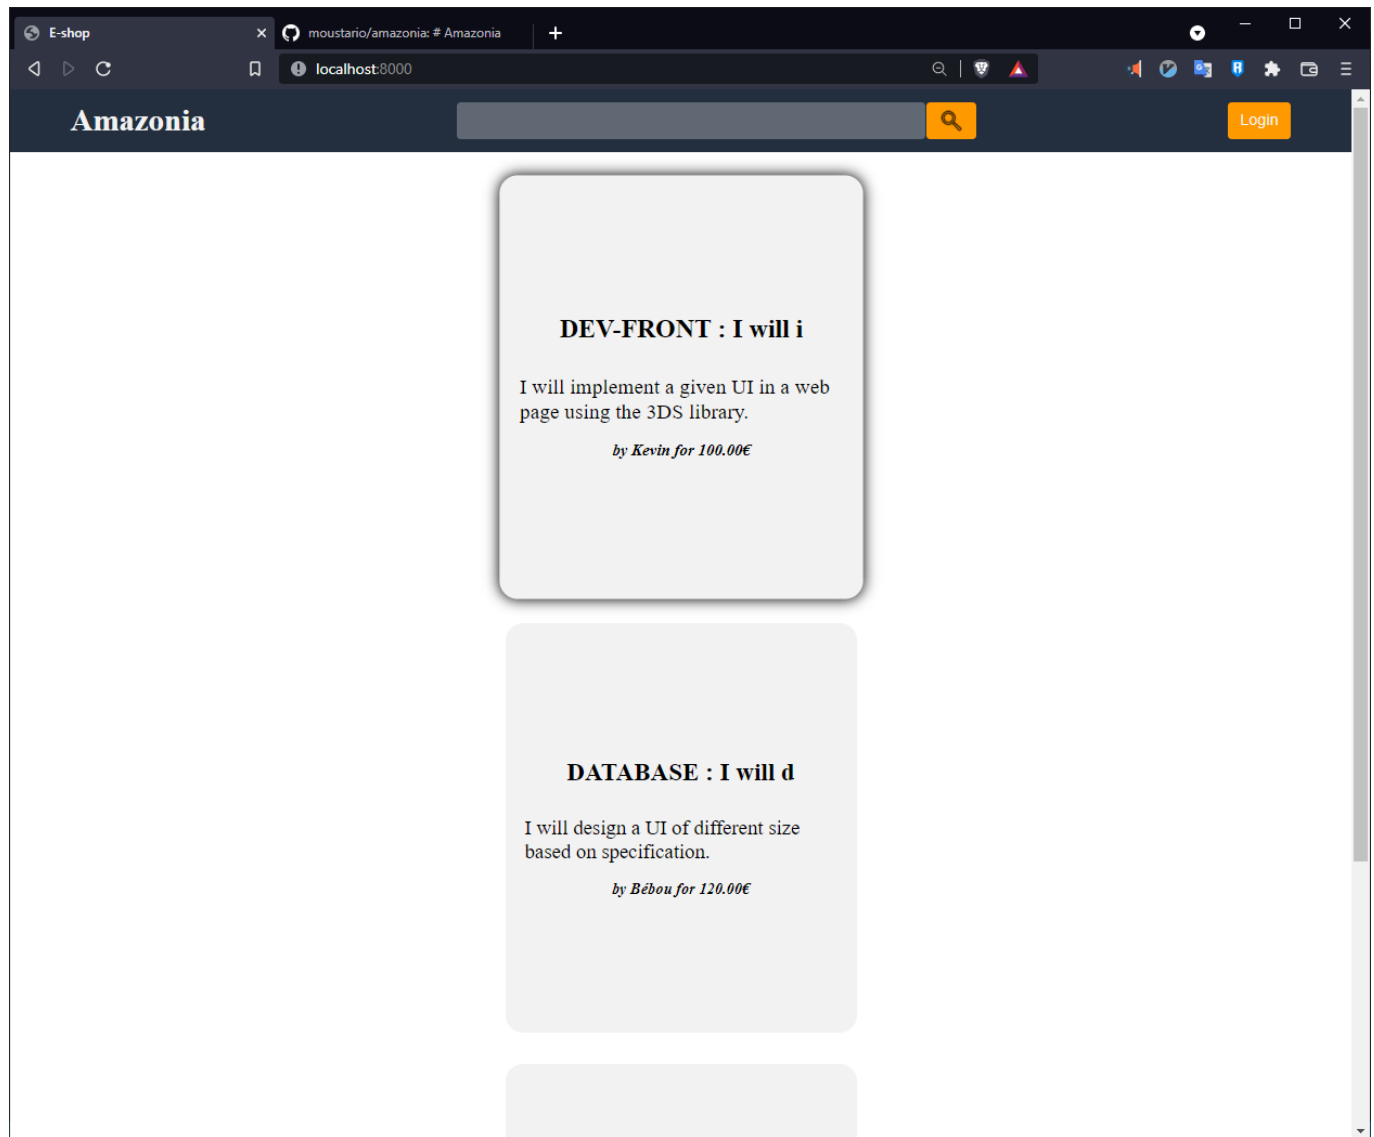 E-shop
moustario/amazonia: # Amazonia
localhost:8000
Amazonia
Login
DEV-FRONT : I will i
I will implement a given UI in a web
page using the 3DS library.
by Kevin for 100.00€
DATABASE : I will d
I will design a UI of different size
based on specification.
by Bébou for 120.00€